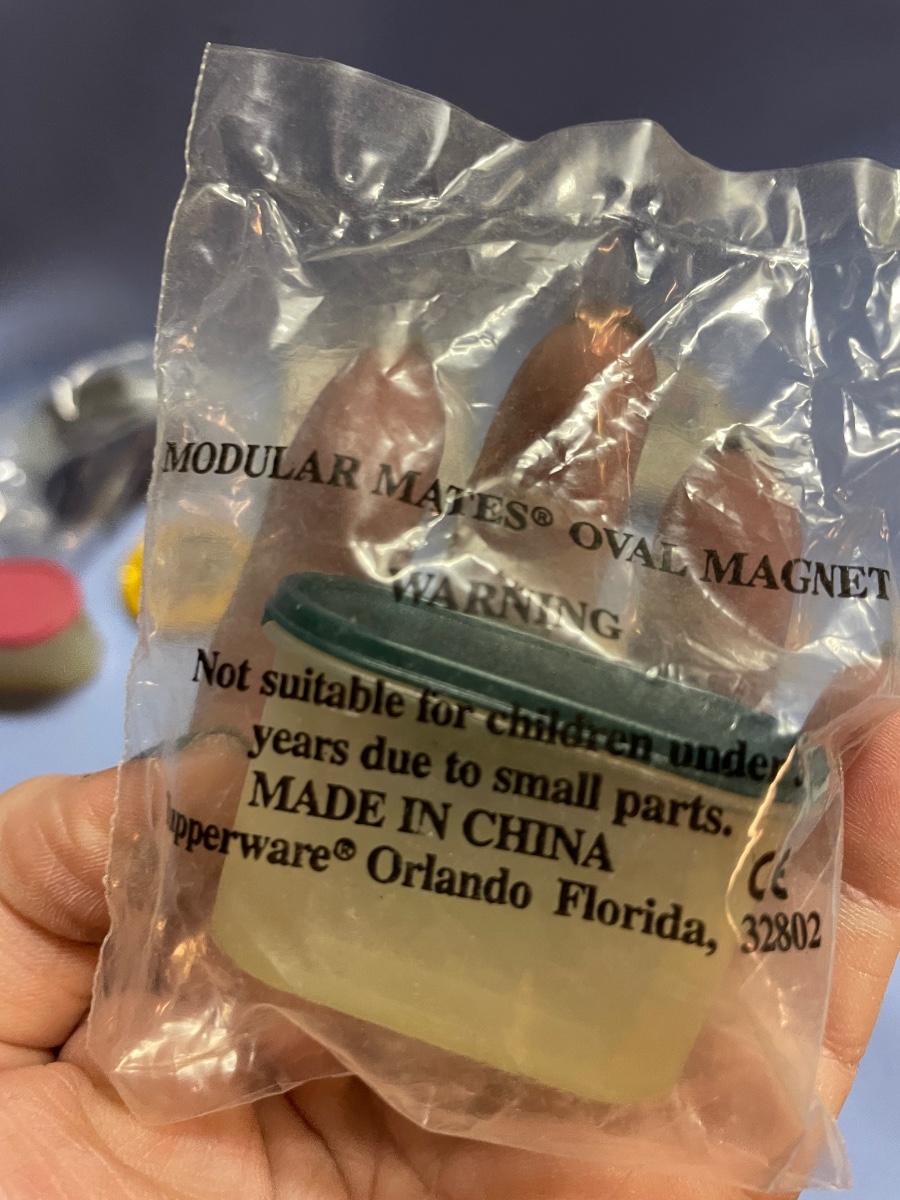 MODULAR MATES® OVAL MAGNET
WARNING
Not suitable for children under
years due to small parts.
MADE IN CHINA
upperware® Orlando Florida, 32802
CE